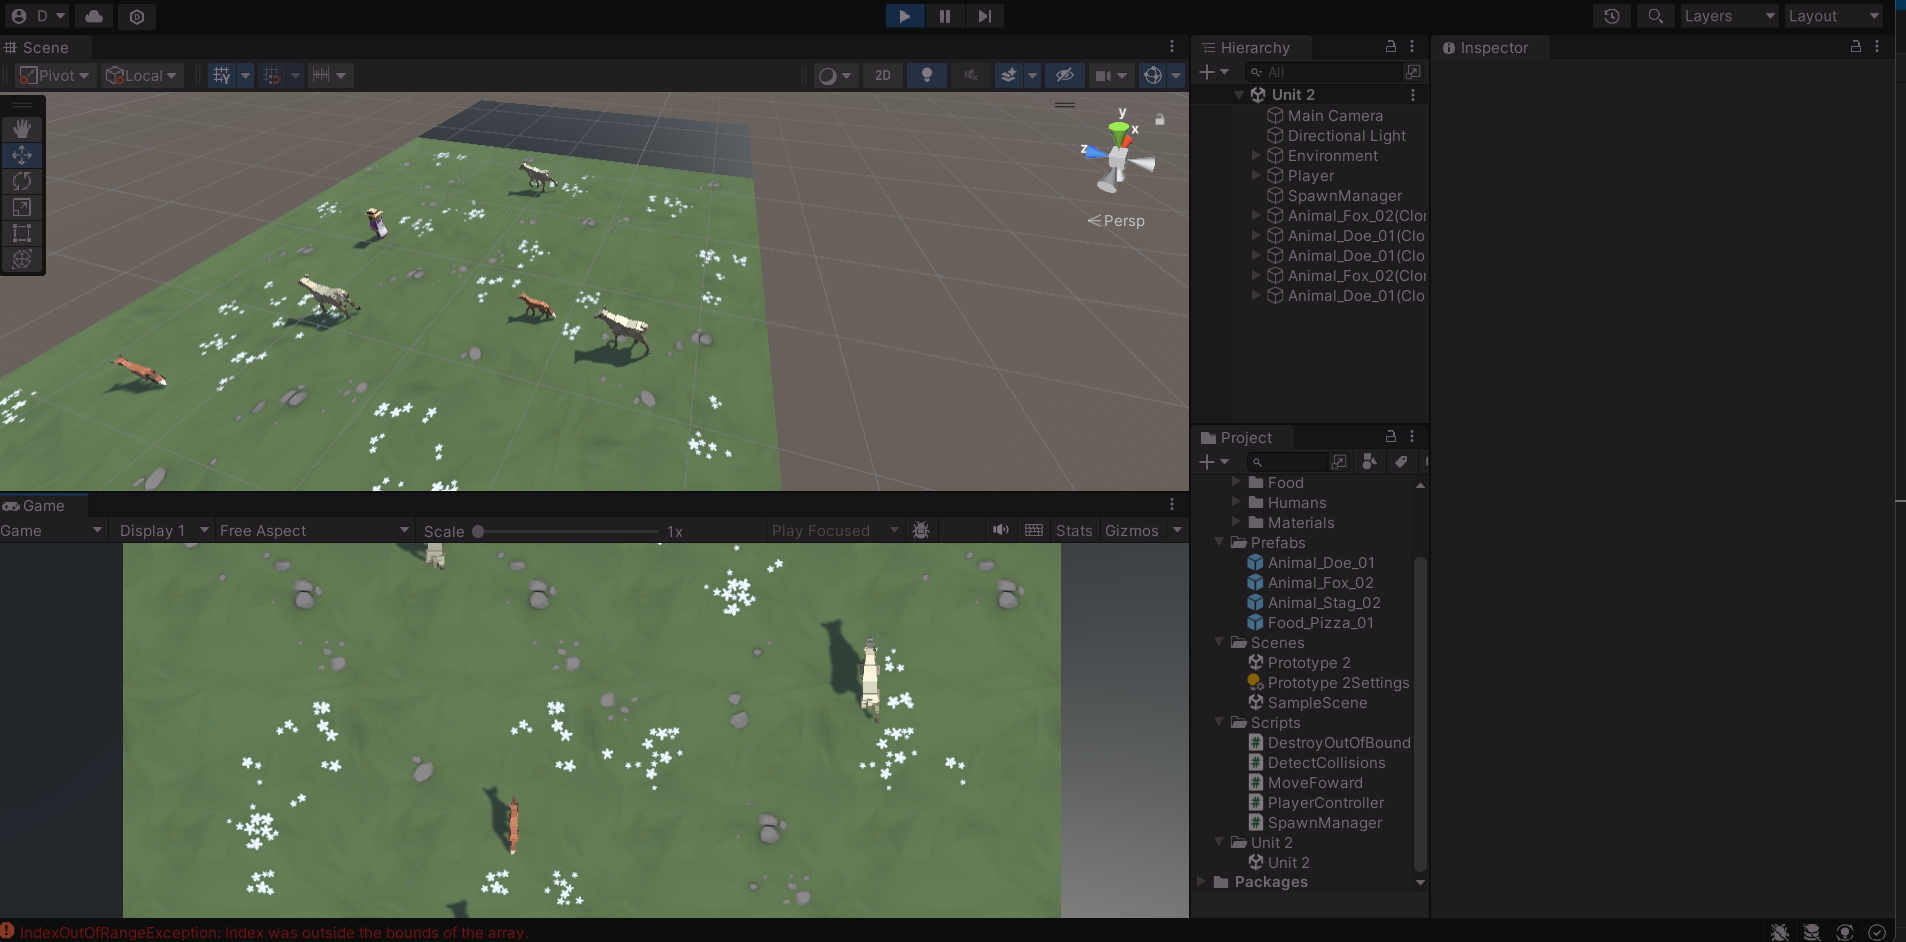 D
Scene
Pivot
Local
2D
y
x
z
Persp
Game
Game
Display 1
Free Aspect
Scale
1x
Play Focused
Stats
Gizmos
Layers
Layout
Hierarchy
All
Unit 2
Main Camera
Directional Light
Environment
Player
SpawnManager
Animal_Fox_02(Clo
Animal_Doe_01(Clo
Animal_Doe_01(Clo
Animal_Fox_02(Clo
Animal_Doe_01(Clo
Project
Food
Humans
Materials
Prefabs
Animal_Doe_01
Animal_Fox_02
Animal_Stag_02
Food_Pizza_01
Scenes
Prototype 2
Prototype 2Settings
SampleScene
Scripts
DestroyOutOfBound
DetectCollisions
MoveFoward
PlayerController
SpawnManager
Unit 2
Unit 2
Packages
Inspector
IndexOutOfRangeException: Index was outside the bounds of the array.